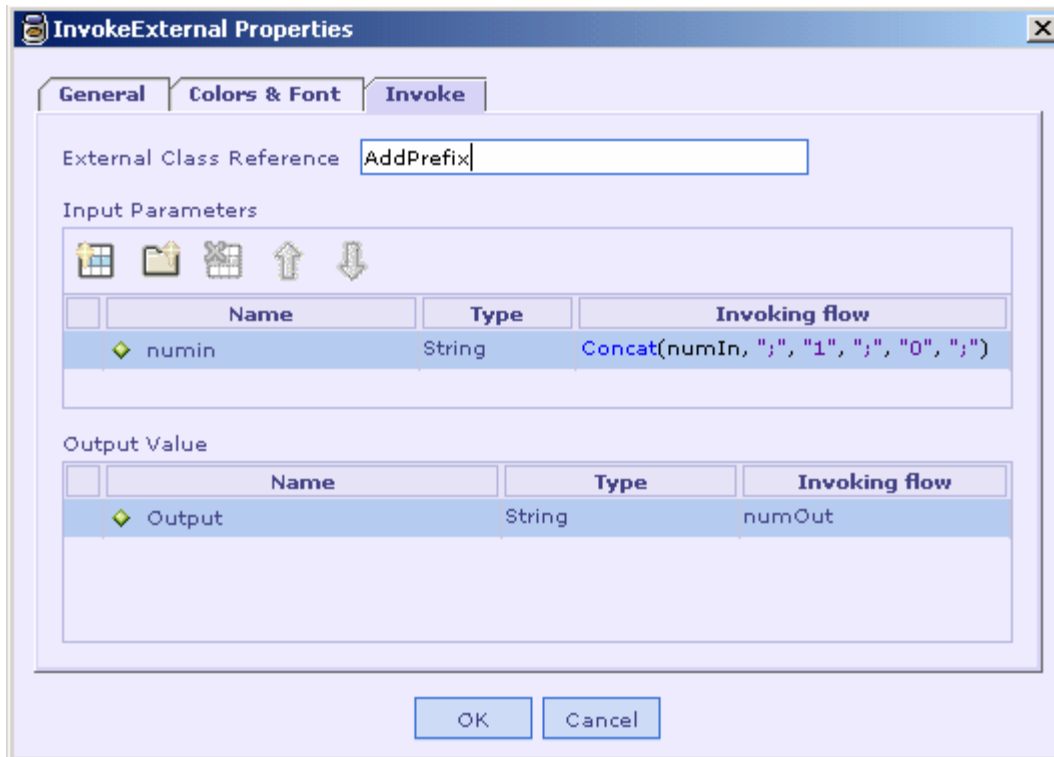 InvokeExternal Properties
General Colors & Font Invoke
External Class Reference AddPrefix
Input Parameters
Name Type Invoking flow
numin String Concat(numIn, ";", "1", ";", "0", ";")
Output Value
Name Type Invoking flow
Output String numOut
OK Cancel